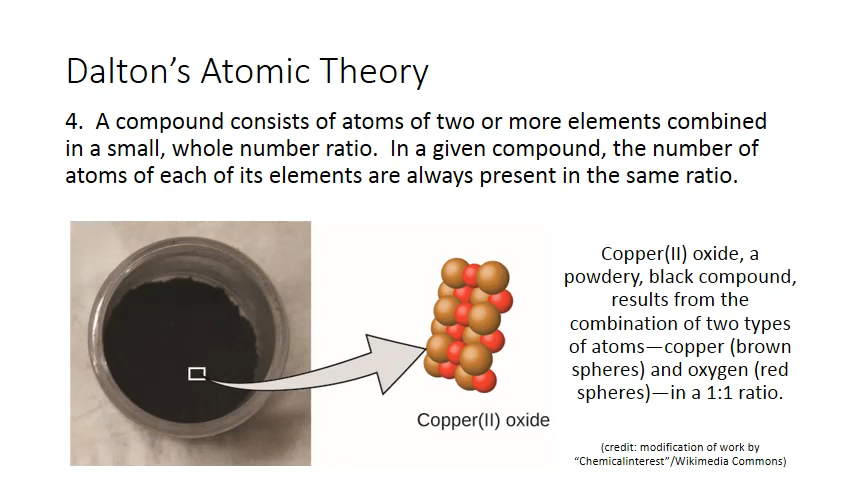 Dalton’s Atomic Theory
4.  A compound consists of atoms of two or more elements combined
in a small, whole number ratio.  In a given compound, the number of
atoms of each of its elements are always present in the same ratio.
Copper(II) oxide, a
powdery, black compound,
results from the
combination of two types
of atoms—copper (brown
spheres) and oxygen (red
spheres)—in a 1:1 ratio.
Copper(II) oxide
(credit: modification of work by
“Chemicalinterest”/Wikimedia Commons)